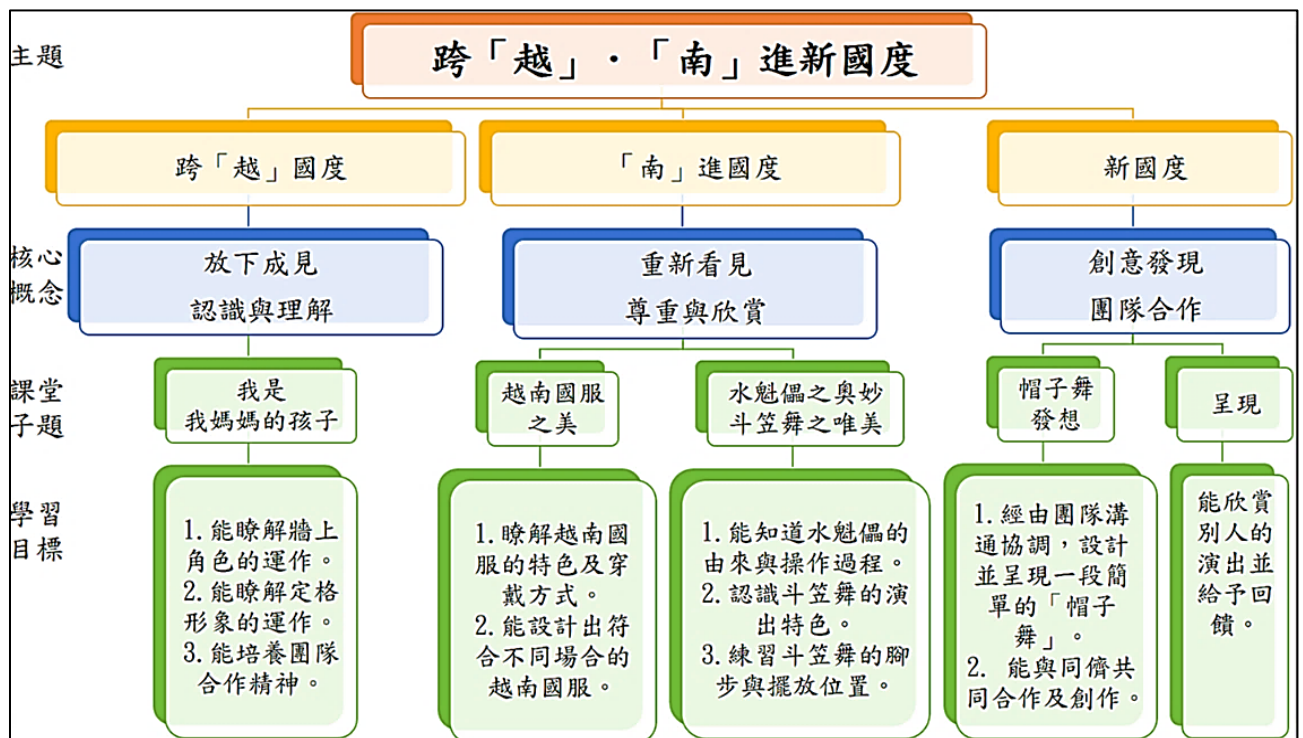 主題
跨「越」．「南」進新國度
跨「越」國度
「南」進國度
新國度
核心
概念
放下成見
認識與理解
重新看見
尊重與欣賞
創意發現
團隊合作
課堂
子題
我是
我媽媽的孩子
越南國服
之美
水魁儡之奧妙
斗笠舞之唯美
帽子舞
發想
呈現
學習
目標
1. 能瞭解牆上
角色的運作。
2. 能瞭解定格
形象的運作。
3. 能培養團隊
合作精神。
1. 瞭解越南國
服的特色及穿
戴方式。
2. 能設計出符
合不同場合的
越南國服。
1. 能知道水魁儡的
由來與操作過程。
2. 認識斗笠舞的演
出特色。
3. 練習斗笠舞的腳
步與擺放位置。
1. 經由團隊溝
通協調，設計
並呈現一段簡
單的「帽子
舞」。
2. 能與同儕共
同合作及創作。
能欣賞
別人的
演出並
給予回
饋。